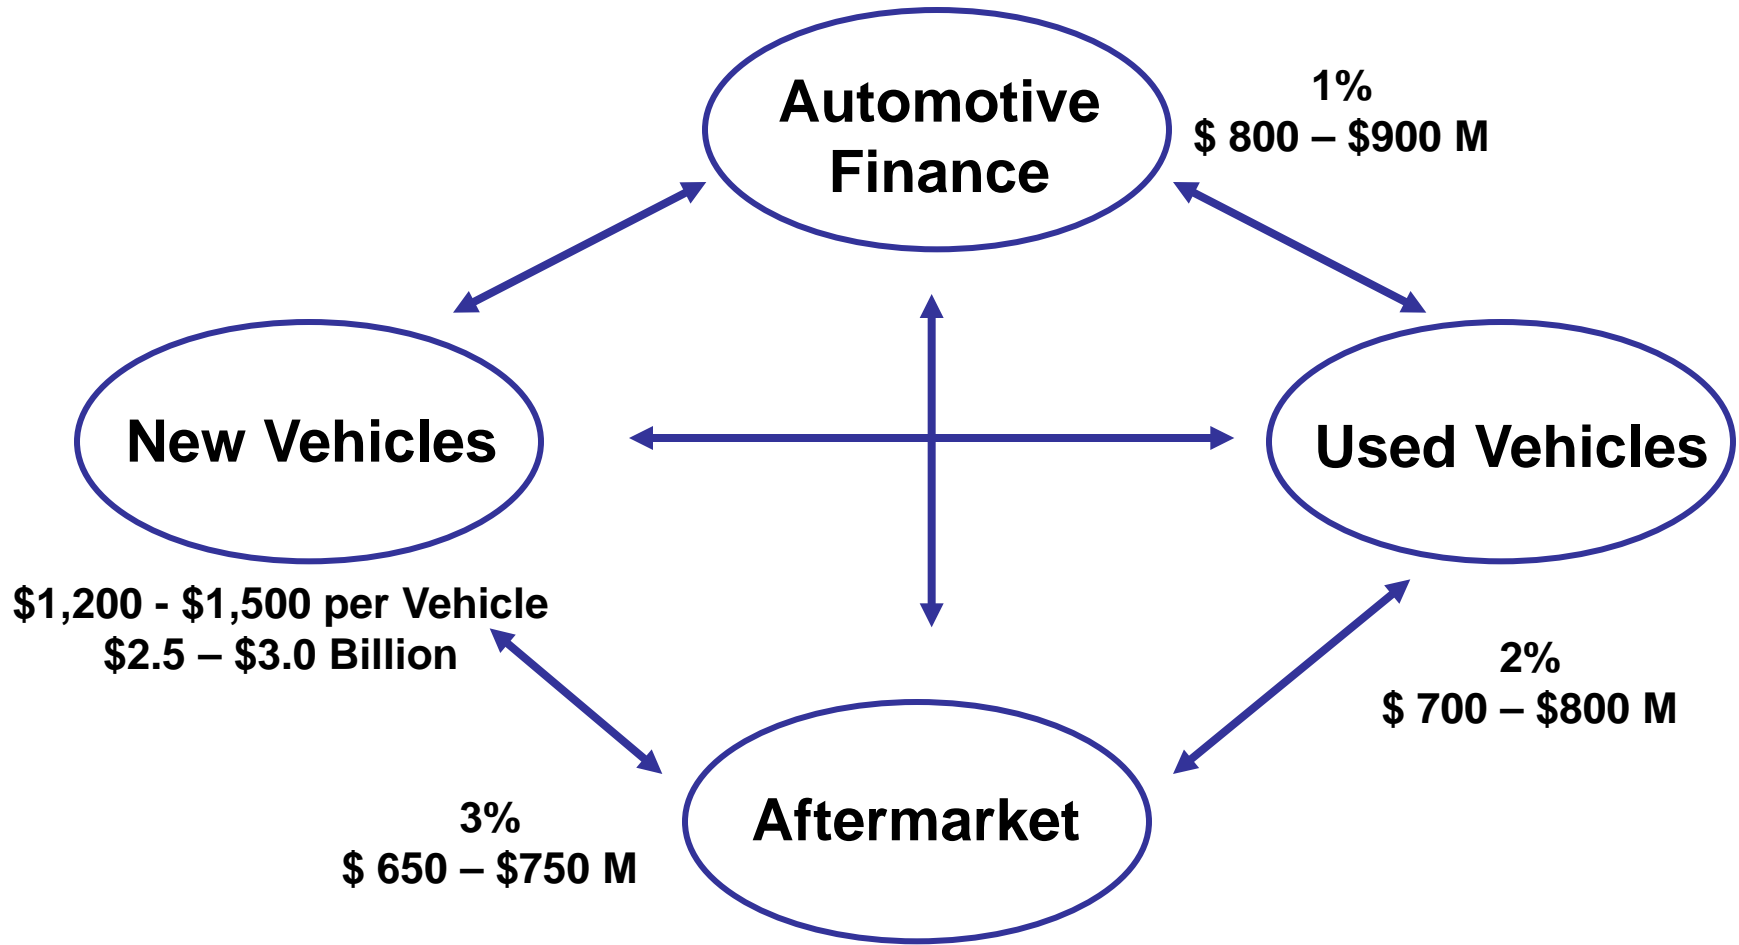 Automotive
Finance
1%
$ 800 – $900 M
New Vehicles
Used Vehicles
$1,200 - $1,500 per Vehicle
$2.5 – $3.0 Billion
2%
$ 700 – $800 M
Aftermarket
3%
$ 650 – $750 M